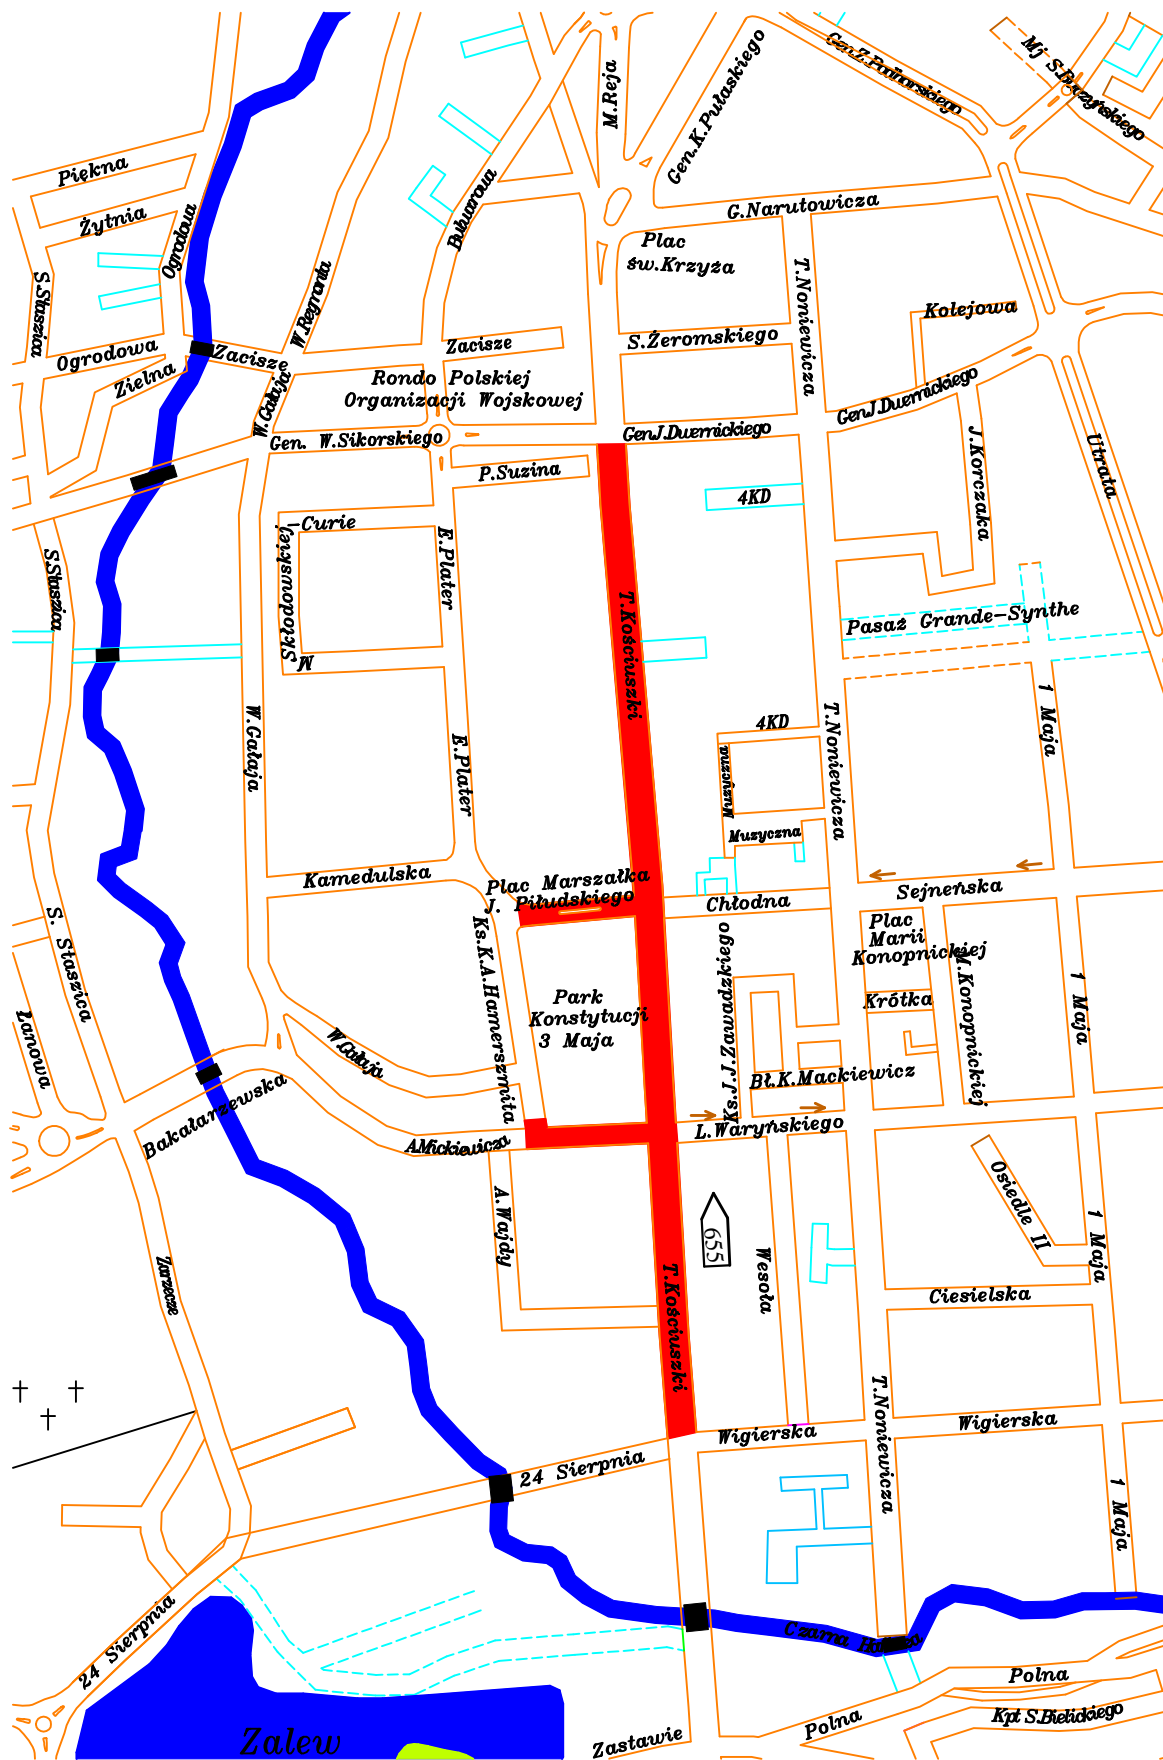 M.Reja
Gen.K.Pułaskiego
Gen.Z.Podhorskiego
Piękna
Żytnia
Ogrodowa
Bulwarowa
G.Narutowicza
Plac
św.Krzyża
S.Staszica
W.Reymonta
T.Noniewicza
Kolejowa
Ogrodowa
Zacisze
Zacisze
S.Żeromskiego
Zielna
Rondo Polskiej
Organizacji Wojskowej
W.Gałaja
Gen.J.Dwernickiego
Gen. W.Sikorskiego
Gen.J.Dwernickiego
P.Suzina
4KD
J.Korczaka
Utrata
-Curie
Skłodowskiej
M
E.Plater
S.Staszica
T.Kościuszki
Pasaż Grande-Synthe
W.Gałaja
E.Plater
4KD
T.Noniewicza
1 Maja
Muzyczna
Muzyczna
Kamedulska
Plac Marszałka
J. Piłsudskiego
Chłodna
Sejneńska
Plac
Marii
Konopnickiej
S. Staszica
Ks.K.A.Hamerszmita
Park
Konstytucji
3 Maja
Ks.J.J.Zawadzkiego
Krótka
M.Konopnickiej
1 Maja
Łanowa
W.Gałaja
Bł.K.Mackiewicz
Bakałarzewska
A.Mickiewicza
L.Waryńskiego
A.Wajdy
655
Wesoła
Osiedle II
1 Maja
Zarzecze
T.Kościuszki
Ciesielska
T.Noniewicza
Wigierska
Wigierska
24 Sierpnia
1 Maja
24 Sierpnia
Czarna Hańcza
Polna
Polna
Kpt S.Bielickiego
Zalew
Zastawie